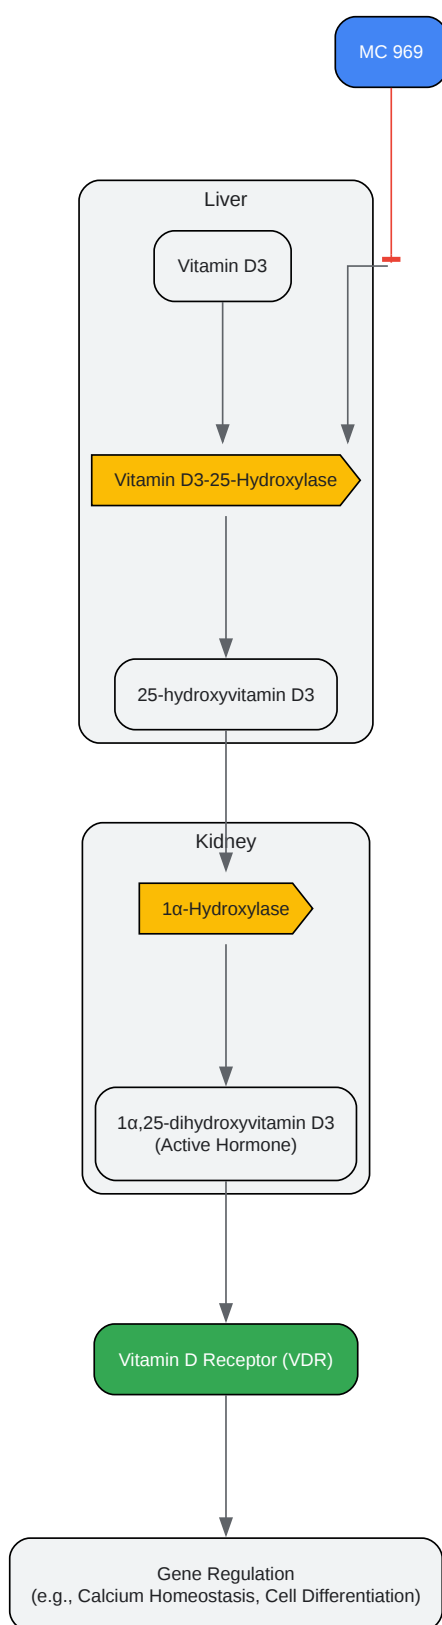 MC 969
Liver
Vitamin D3
Vitamin D3-25-Hydroxylase
25-hydroxyvitamin D3
Kidney
1α-Hydroxylase
1α,25-dihydroxyvitamin D3
(Active Hormone)
Vitamin D Receptor (VDR)
Gene Regulation
(e.g., Calcium Homeostasis, Cell Differentiation)